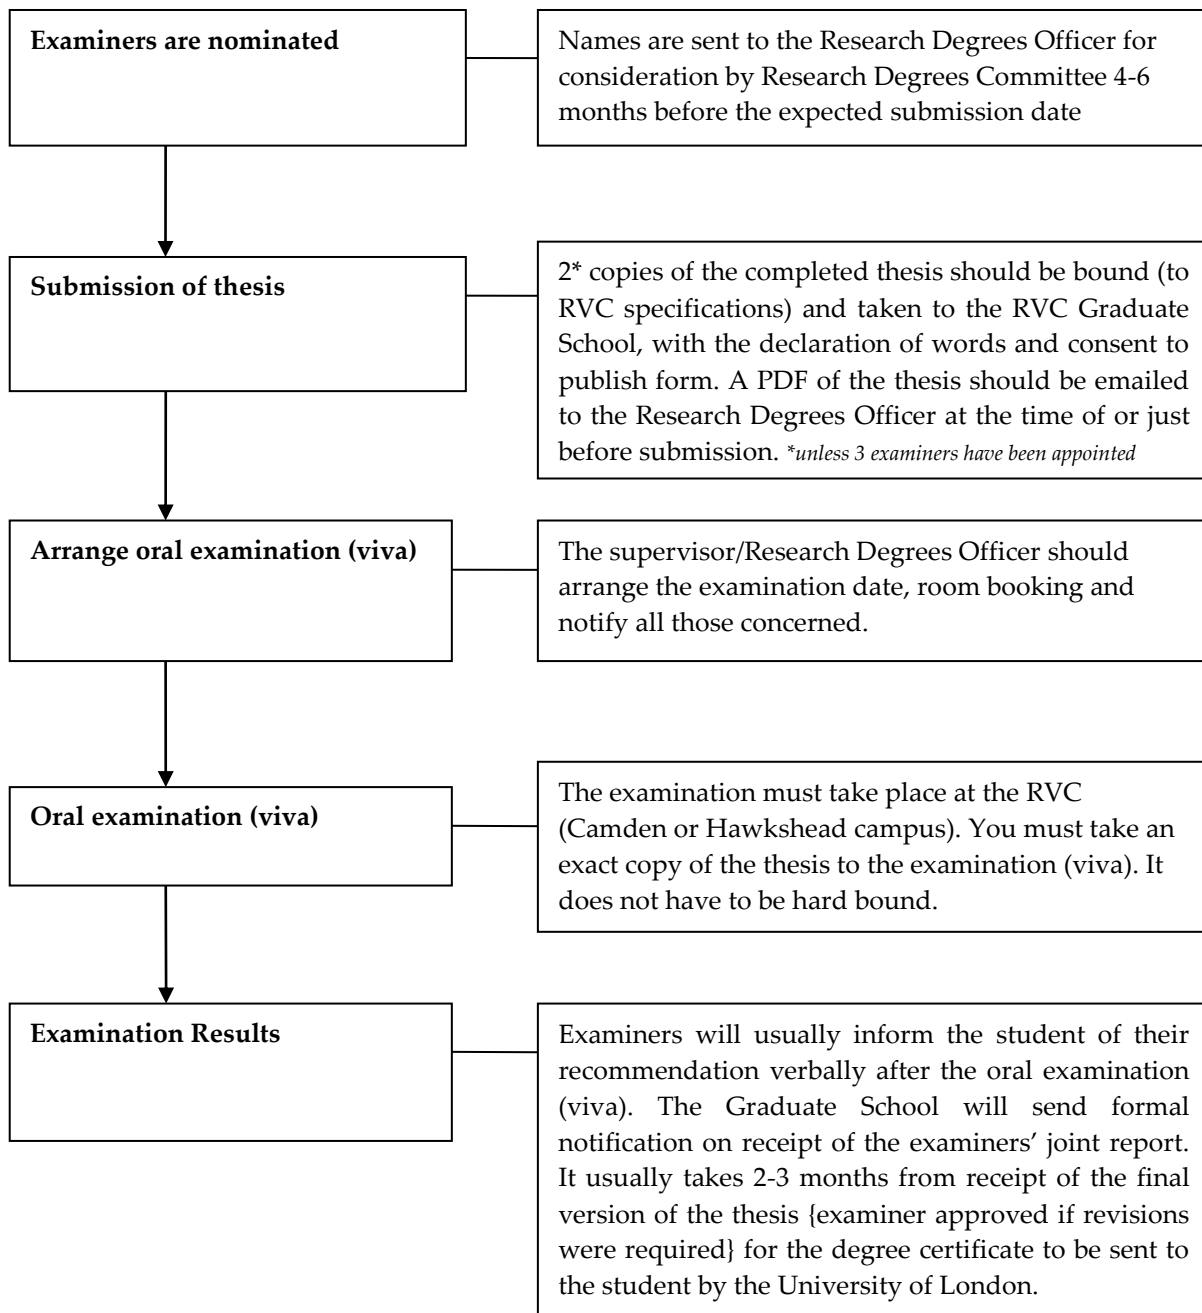 Examiners are nominated
Names are sent to the Research Degrees Officer for
consideration by Research Degrees Committee 4-6
months before the expected submission date
Submission of thesis
2* copies of the completed thesis should be bound (to
RVC specifications) and taken to the RVC Graduate
School, with the declaration of words and consent to
publish form. A PDF of the thesis should be emailed
to the Research Degrees Officer at the time of or just
before submission. *unless 3 examiners have been appointed
Arrange oral examination (viva)
The supervisor/Research Degrees Officer should
arrange the examination date, room booking and
notify all those concerned.
Oral examination (viva)
The examination must take place at the RVC
(Camden or Hawkshead campus). You must take an
exact copy of the thesis to the examination (viva). It
does not have to be hard bound.
Examination Results
Examiners will usually inform the student of their
recommendation verbally after the oral examination
(viva). The Graduate School will send formal
notification on receipt of the examiners’ joint report.
It usually takes 2-3 months from receipt of the final
version of the thesis {examiner approved if revisions
were required} for the degree certificate to be sent to
the student by the University of London.